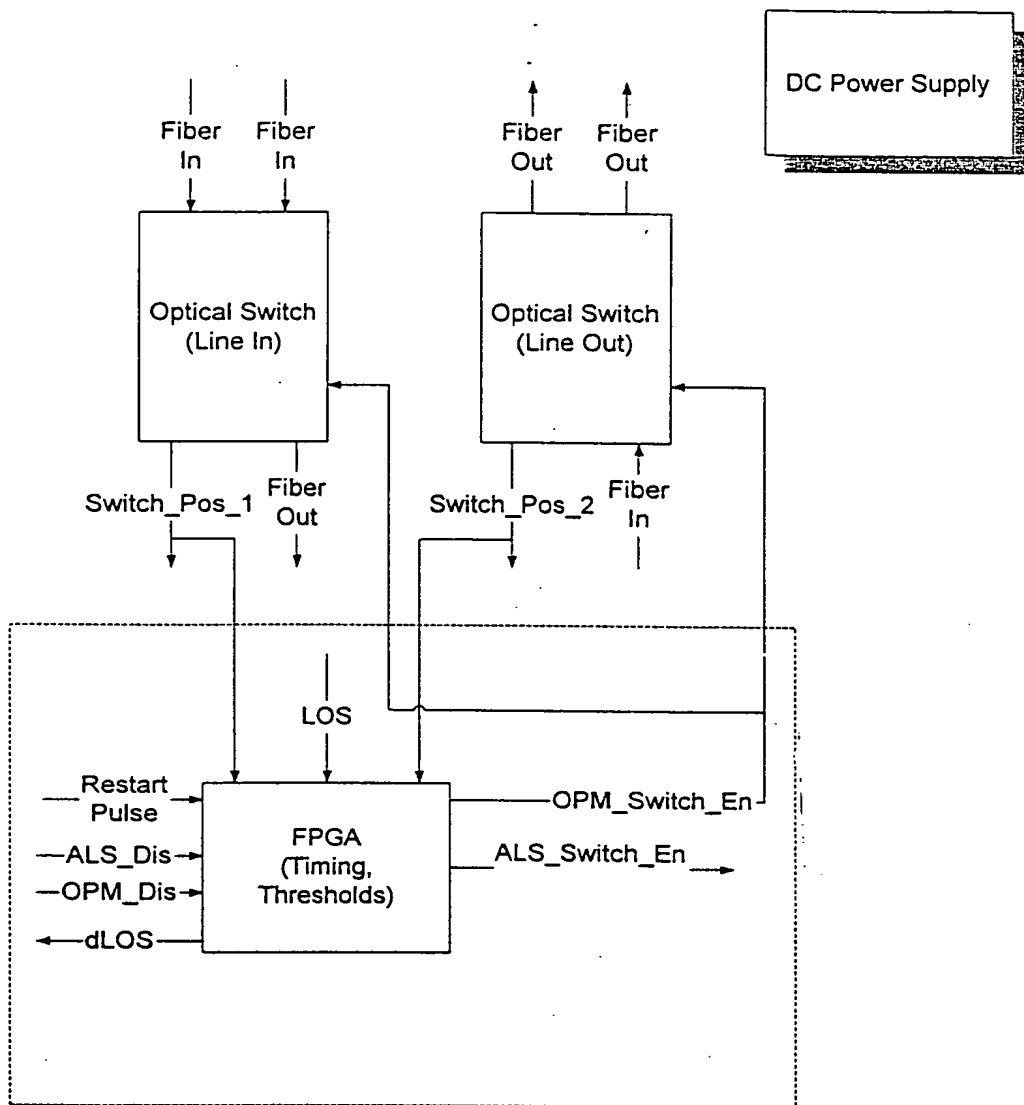 DC Power Supply
Fiber
In
Fiber
In
Fiber
Out
Fiber
Out
Optical Switch
(Line In)
Optical Switch
(Line Out)
Switch_Pos_1
Fiber
Out
Switch_Pos_2
Fiber
In
LOS
Restart
Pulse
ALS_Dis
OPM_Dis
dLOS
FPGA
(Timing,
Thresholds)
OPM_Switch_En
ALS_Switch_En